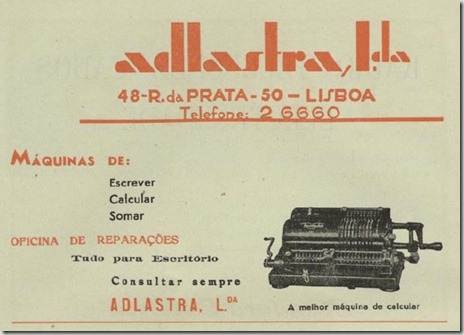 adlastra, l.da
48-R. da PRATA-50-LISBOA
Telefone: 2 6660
MÁQUINAS DE:
Escrever
Calcular
Somar
OFICINA DE REPARAÇÕES
Tudo para Escritório
Consultar sempre
ADLASTRA, L.DA
A melhor máquina de calcular